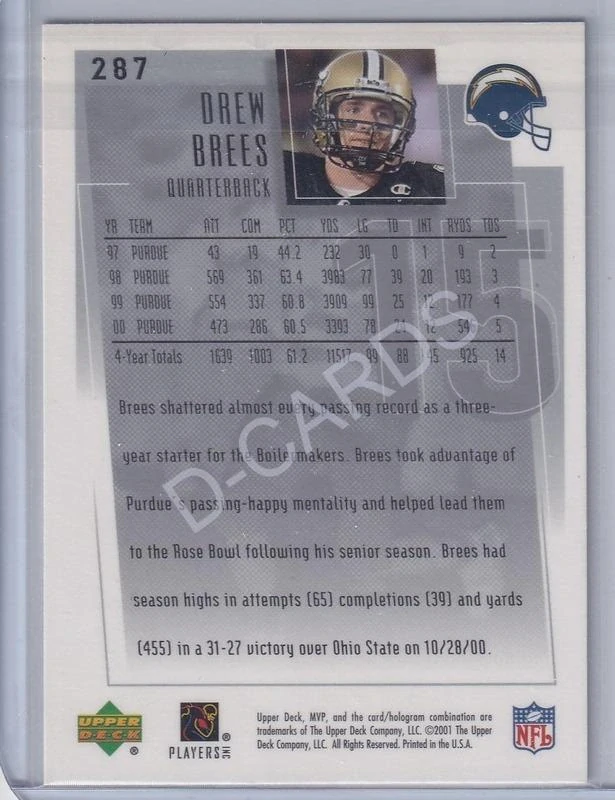 287
DREW
BREES
QUARTERBACK
YR TEAM ATT COM PCT YDS LG TD INT RYDS TDS
97 PURDUE 43 19 44.2 232 30 0 1 9 2
98 PURDUE 569 361 63.4 3983 77 39 20 193 3
99 PURDUE 554 337 60.8 3909 99 25 12 177 4
00 PURDUE 473 286 60.5 3393 78 24 12 546 5
4-Year Totals 1639 1003 61.2 11517 99 88 45 925 14
15
Brees shattered almost every passing record as a three-
year starter for the Boilermakers. Brees took advantage of
Purdue's passing-happy mentality and helped lead them
to the Rose Bowl following his senior season. Brees had
season highs in attempts (65) completions (39) and yards
(455) in a 31-27 victory over Ohio State on 10/28/00.
D-CARDS
UPPER
DECK
®
PLAYERS INC ®
Upper Deck, MVP, and the card/hologram combination are
trademarks of The Upper Deck Company, LLC. ©2001 The Upper
Deck Company, LLC. All Rights Reserved. Printed in the U.S.A.
NFL